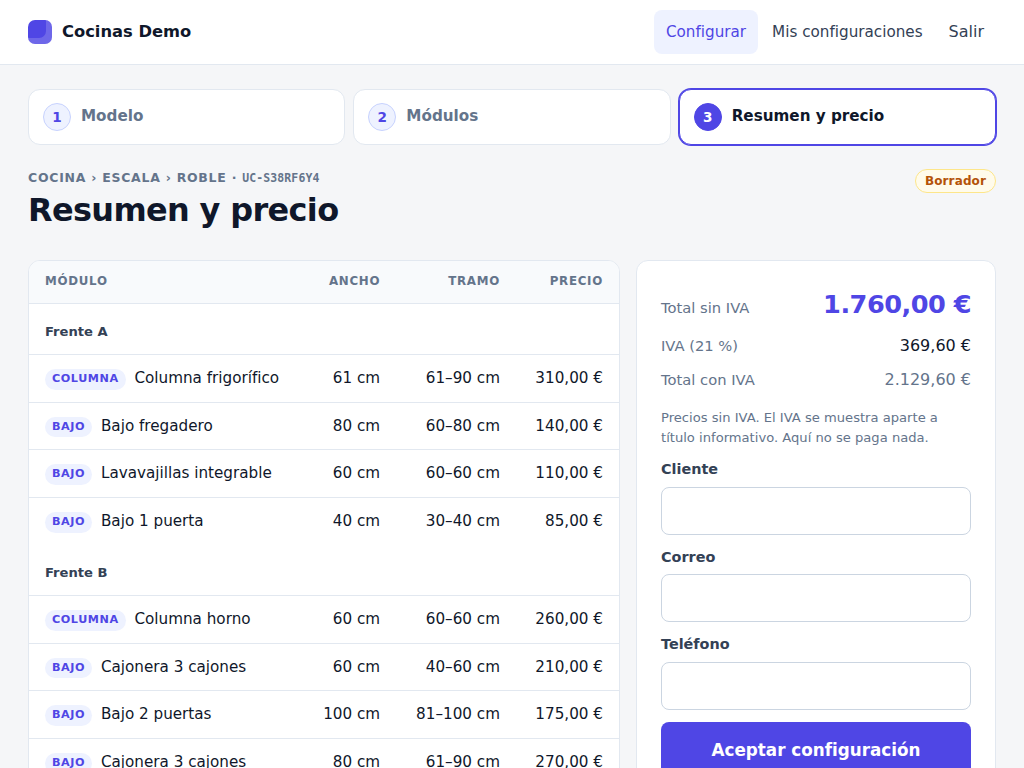 Cocinas Demo
Configurar Mis configuraciones Salir
1 Modelo
2 Módulos
3 Resumen y precio
COCINA › ESCALA › ROBLE · UC-S38RF6Y4
Borrador
Resumen y precio
MÓDULO ANCHO TRAMO PRECIO
Frente A
COLUMNA Columna frigorífico 61 cm 61–90 cm 310,00 €
BAJO Bajo fregadero 80 cm 60–80 cm 140,00 €
BAJO Lavavajillas integrable 60 cm 60–60 cm 110,00 €
BAJO Bajo 1 puerta 40 cm 30–40 cm 85,00 €
Frente B
COLUMNA Columna horno 60 cm 60–60 cm 260,00 €
BAJO Cajonera 3 cajones 60 cm 40–60 cm 210,00 €
BAJO Bajo 2 puertas 100 cm 81–100 cm 175,00 €
BAJO Cajonera 3 cajones 80 cm 61–90 cm 270,00 €
Total sin IVA 1.760,00 €
IVA (21 %) 369,60 €
Total con IVA 2.129,60 €
Precios sin IVA. El IVA se muestra aparte a
título informativo. Aquí no se paga nada.
Cliente
Correo
Teléfono
Aceptar configuración